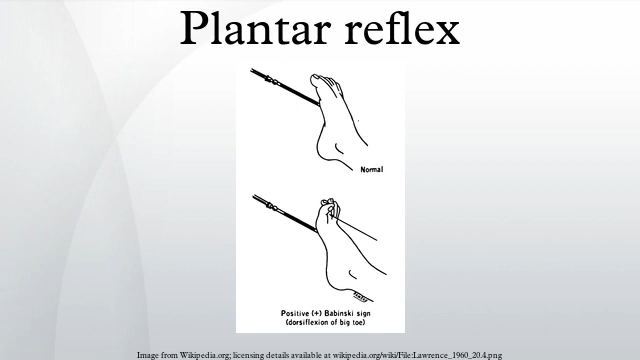 Plantar reflex
Normal
Positive (+) Babinski sign
(dorsiflexion of big toe)
Image from Wikipedia.org; licensing details available at wikipedia.org/wiki/File:Lawrence_1960_20.4.png